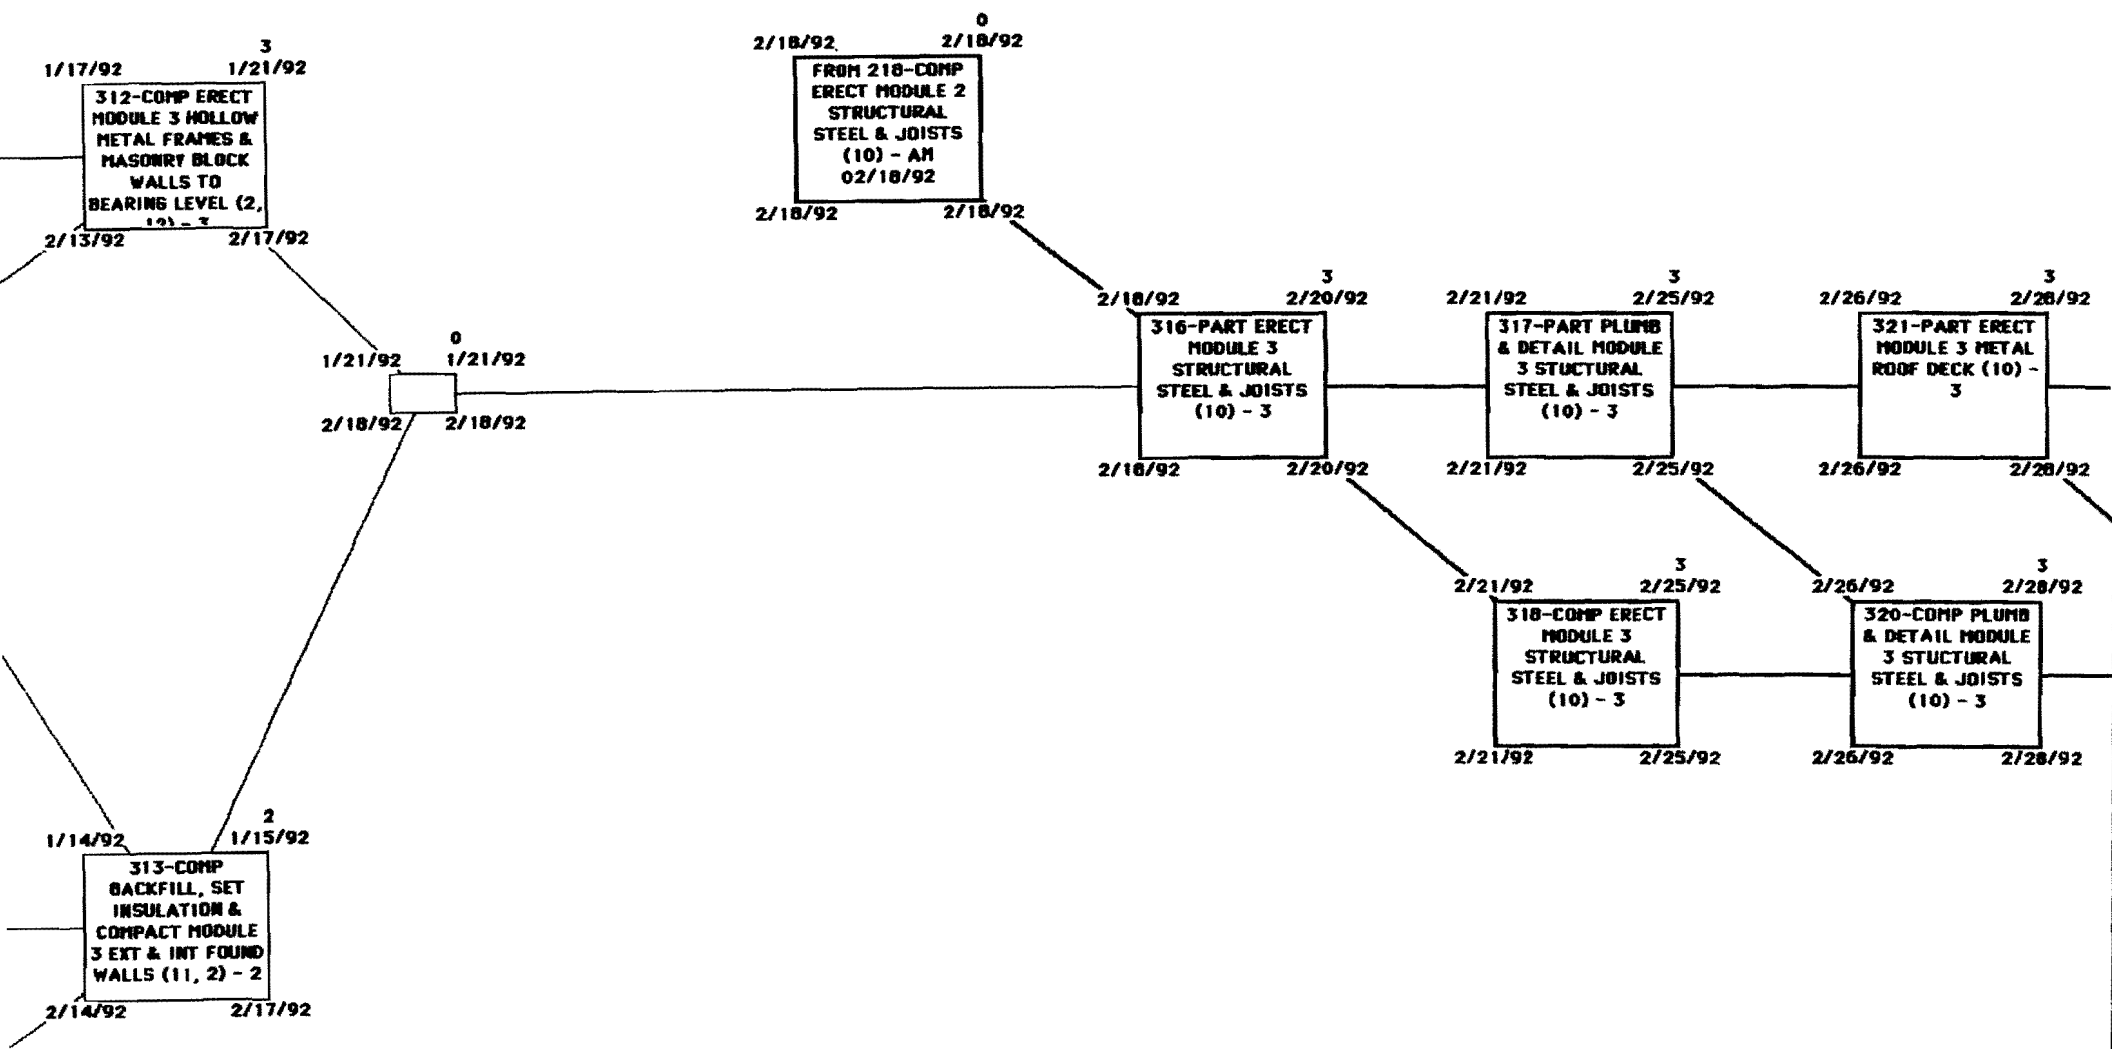 3
1/17/92 1/21/92
312-COMP ERECT
MODULE 3 HOLLOW
METAL FRAMES &
MASONRY BLOCK
WALLS TO
BEARING LEVEL (2,
2/13/92 2/17/92
0
2/18/92 2/18/92
FROM 218-COMP
ERECT MODULE 2
STRUCTURAL
STEEL & JOISTS
(10) - AM
02/18/92
2/18/92 2/18/92
0
1/21/92 1/21/92
2/18/92 2/18/92
3
2/18/92 2/20/92
316-PART ERECT
MODULE 3
STRUCTURAL
STEEL & JOISTS
(10) - 3
2/18/92 2/20/92
3
2/21/92 2/25/92
317-PART PLUMB
& DETAIL MODULE
3 STUCTURAL
STEEL & JOISTS
(10) - 3
2/21/92 2/25/92
3
2/26/92 2/28/92
321-PART ERECT
MODULE 3 METAL
ROOF DECK (10) -
3
2/26/92 2/28/92
3
2/21/92 2/25/92
318-COMP ERECT
MODULE 3
STRUCTURAL
STEEL & JOISTS
(10) - 3
2/21/92 2/25/92
3
2/26/92 2/28/92
320-COMP PLUMB
& DETAIL MODULE
3 STUCTURAL
STEEL & JOISTS
(10) - 3
2/26/92 2/28/92
2
1/14/92 1/15/92
313-COMP
BACKFILL, SET
INSULATION &
COMPACT MODULE
3 EXT & INT FOUND
WALLS (11, 2) - 2
2/14/92 2/17/92